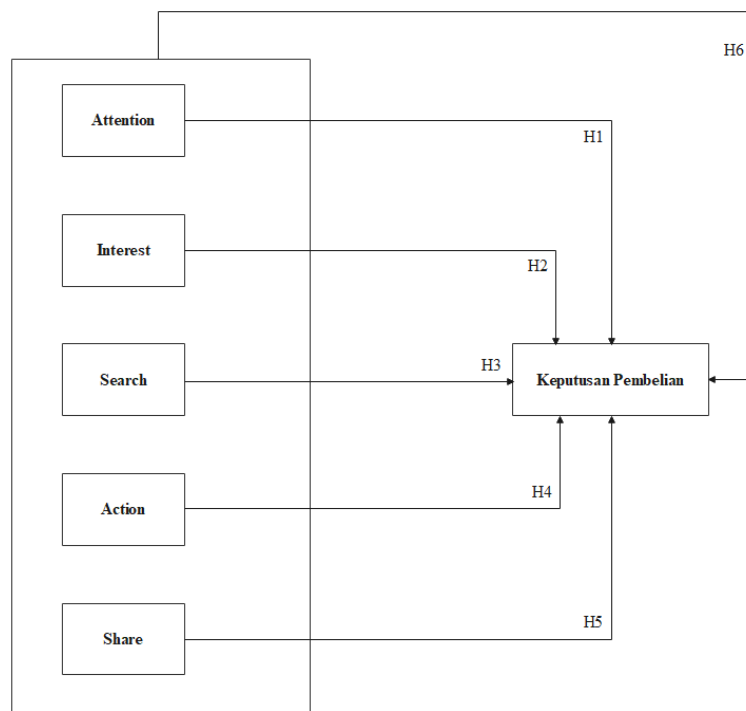 H6
Attention
H1
Interest
H2
Search
H3
Keputusan Pembelian
Action
H4
Share
H5